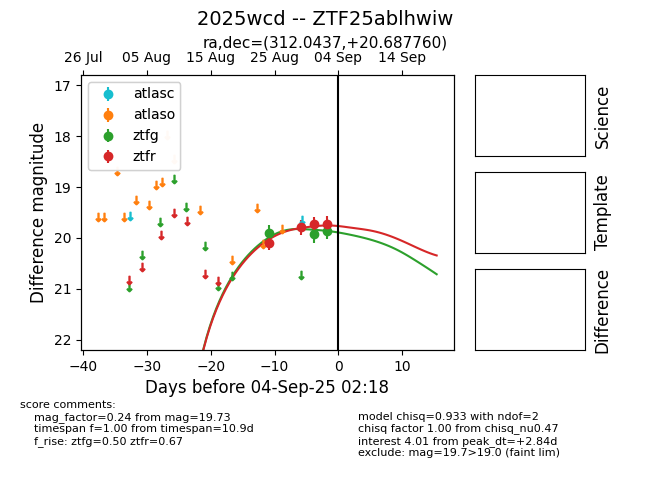 2025wcd -- ZTF25ablhwiw
ra,dec=(312.0437,+20.687760)
26 Jul 05 Aug 15 Aug 25 Aug 04 Sep 14 Sep
17
18
19
20
21
22
Difference magnitude
atlasc
atlaso
ztfg
ztfr
−40 −30 −20 −10 0 10
Days before 04-Sep-25 02:18
Science
Template
Difference
score comments:
mag_factor=0.24 from mag=19.73
timespan f=1.00 from timespan=10.9d
f_rise: ztfg=0.50 ztfr=0.67
model chisq=0.933 with ndof=2
chisq factor 1.00 from chisq_nu0.47
interest 4.01 from peak_dt=+2.84d
exclude: mag=19.7>19.0 (faint lim)